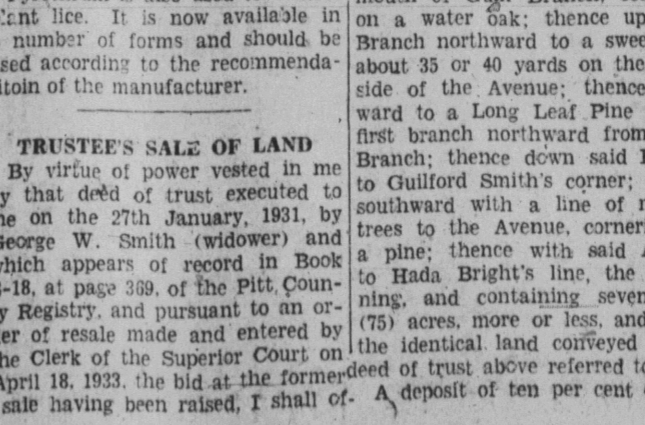 'ant lice. It is now available in
number of forms and should be
sed according to the recommenda-
itoin of the manufacturer.
TRUSTEE'S SALE OF LAND
By virtue of power vested in me
y that deed of trust executed to
ne on the 27th January, 1931, by
George W. Smith (widower) and
which appears of record in Book
-18, at page 369, of the Pitt Coun-
y Registry, and pursuant to an or-
er of resale made and entered by
he Clerk of the Superior Court on
April 18, 1933, the bid at the former
sale having been raised, I shall of-
on a water oak; thence up
Branch northward to a swee
about 35 or 40 yards on the
side of the Avenue; thence
ward to a Long Leaf Pine
first branch northward from
Branch; thence down said
to Guilford Smith's corner;
southward with a line of
trees to the Avenue, corner
a pine; thence with said
to Hada Bright's line, the
ning, and containing seven
(75) acres, more or less, and
the identical land conveyed
deed of trust above referred to
A deposit of ten per cent